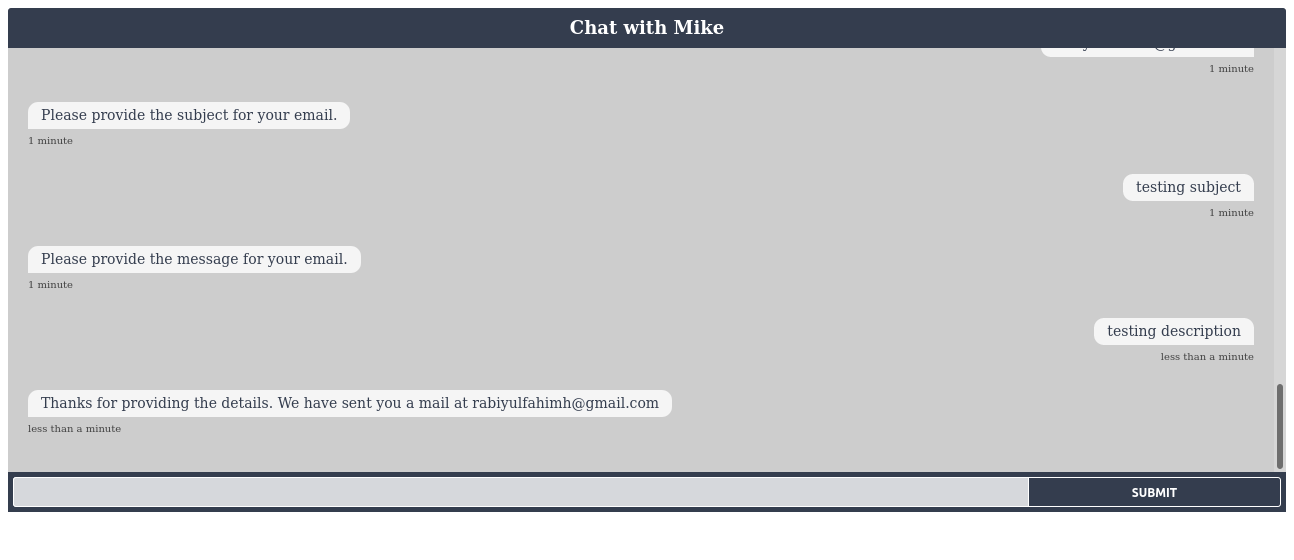 Chat with Mike
1 minute
Please provide the subject for your email.
1 minute
testing subject
1 minute
Please provide the message for your email.
1 minute
testing description
less than a minute
Thanks for providing the details. We have sent you a mail at rabiyulfahimh@gmail.com
less than a minute
SUBMIT